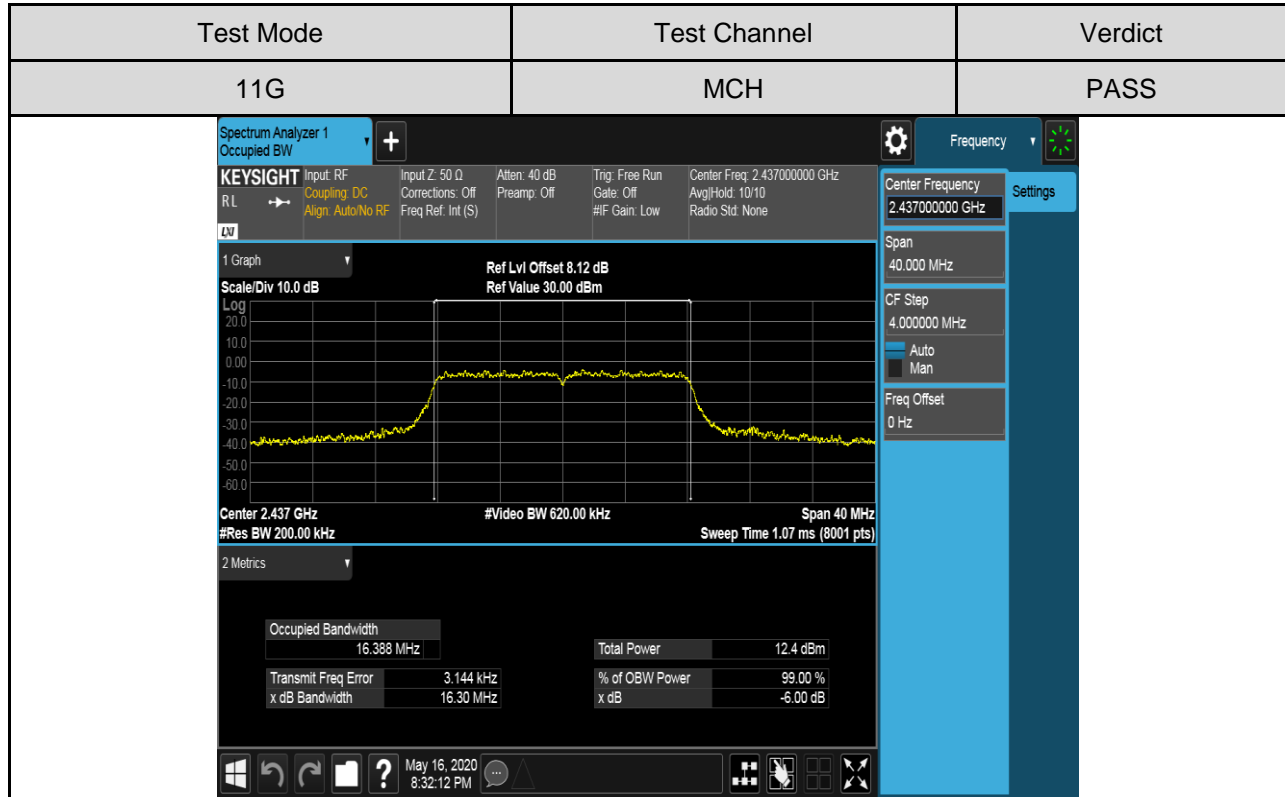 Test Mode Test Channel Verdict
11G MCH PASS
Spectrum Analyzer 1
Occupied BW
+
Frequency
KEYSIGHT Input: RF Input Z: 50 Ω Atten: 40 dB Trig: Free Run Center Freq: 2.437000000 GHz
RL Coupling: DC Corrections: Off Preamp: Off Gate: Off Avg|Hold: 10/10
Align: Auto/No RF Freq Ref: Int (S) #IF Gain: Low Radio Std: None
LXI
Center Frequency Settings
2.437000000 GHz
Span
40.000 MHz
CF Step
4.000000 MHz
Auto
Man
Freq Offset
0 Hz
1 Graph
Ref Lvl Offset 8.12 dB
Scale/Div 10.0 dB Ref Value 30.00 dBm
Log
20.0
10.0
0.00
-10.0
-20.0
-30.0
-40.0
-50.0
-60.0
Center 2.437 GHz #Video BW 620.00 kHz Span 40 MHz
#Res BW 200.00 kHz Sweep Time 1.07 ms (8001 pts)
2 Metrics
Occupied Bandwidth
16.388 MHz Total Power 12.4 dBm
Transmit Freq Error 3.144 kHz % of OBW Power 99.00 %
x dB Bandwidth 16.30 MHz x dB -6.00 dB
? May 16, 2020
8:32:12 PM